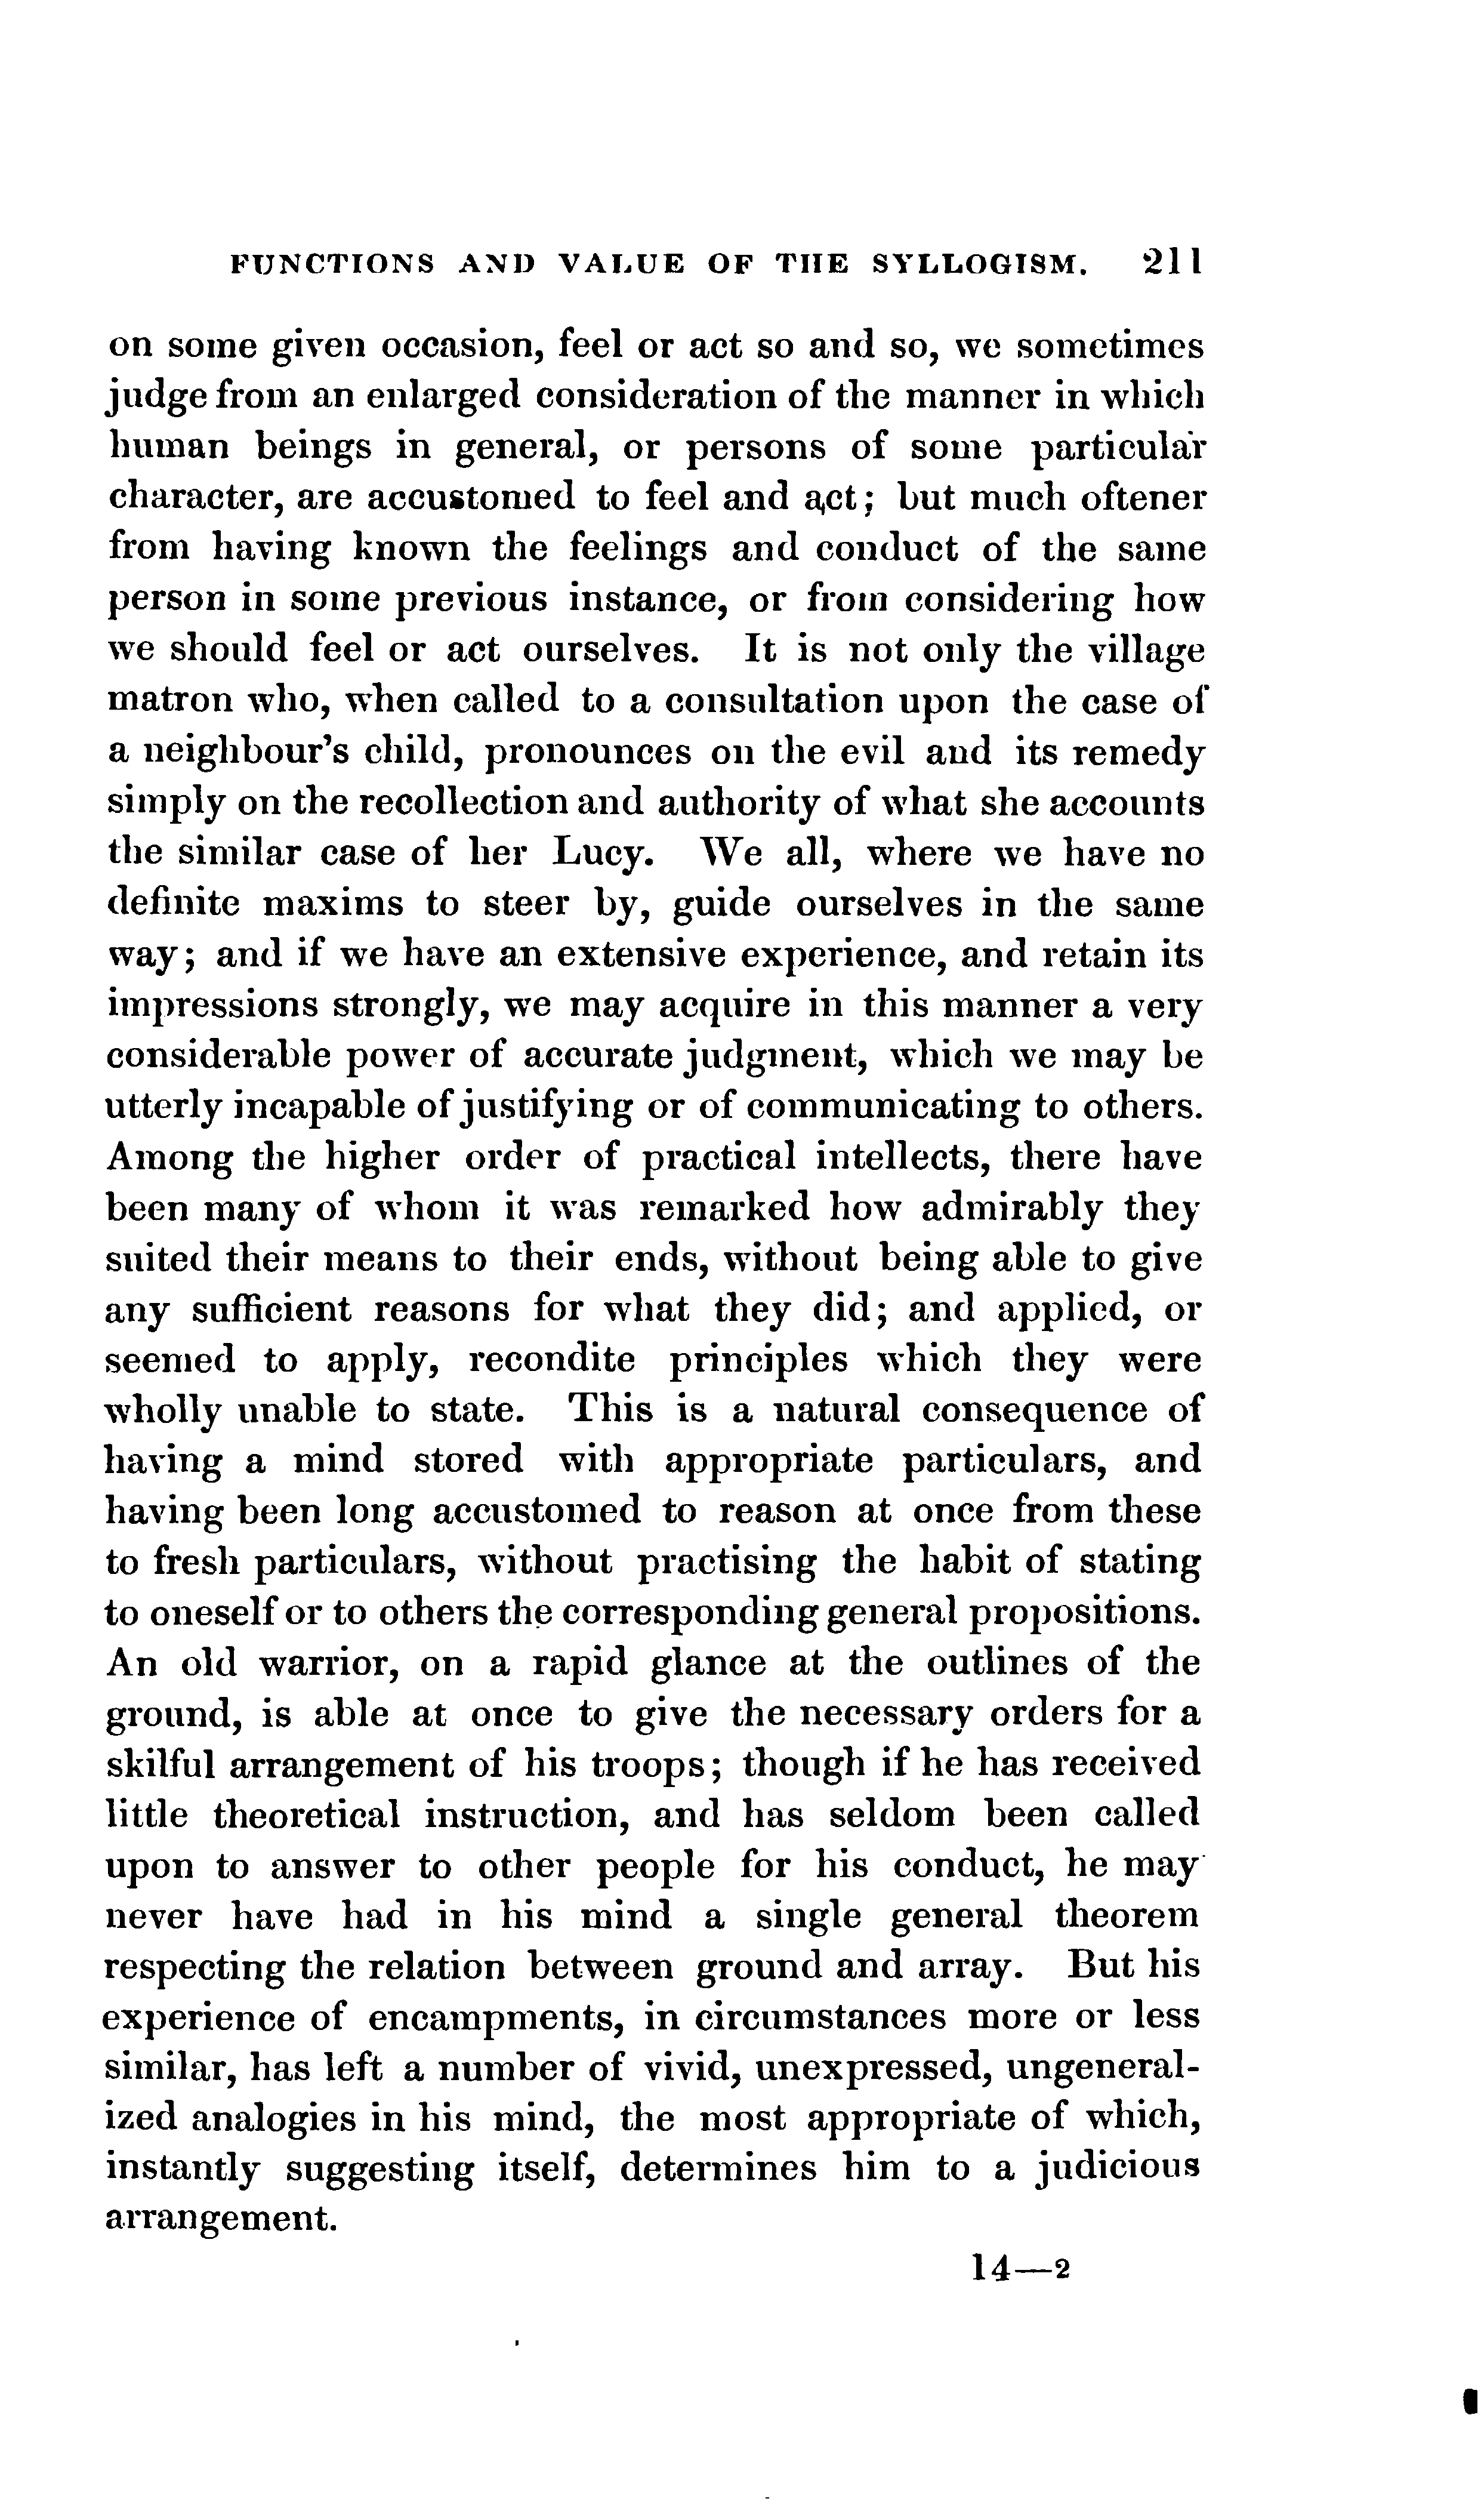 FUNCTIONS AND VALUE OF THE SYLLOGISM. 211
on some given occasion, feel or act so and so, we sometimes
judge from an enlarged consideration of the manner in which
human beings in general, or persons of some particular
character, are accustomed to feel and act; but much oftener
from having known the feelings and conduct of the same
person in some previous instance, or from considering how
we should feel or act ourselves. It is not only the village
matron who, when called to a consultation upon the case of
a neighbour's child, pronounces on the evil and its remedy
simply on the recollection and authority of what she accounts
the similar case of her Lucy. We all, where we have no
definite maxims to steer by, guide ourselves in the same
way; and if we have an extensive experience, and retain its
impressions strongly, we may acquire in this manner a very
considerable power of accurate judgment, which we may be
utterly incapable of justifying or of communicating to others.
Among the higher order of practical intellects, there have
been many of whom it was remarked how admirably they
suited their means to their ends, without being able to give
any sufficient reasons for what they did; and applied, or
seemed to apply, recondite principles which they were
wholly unable to state. This is a natural consequence of
having a mind stored with appropriate particulars, and
having been long accustomed to reason at once from these
to fresh particulars, without practising the habit of stating
to oneself or to others the corresponding general propositions.
An old warrior, on a rapid glance at the outlines of the
ground, is able at once to give the necessary orders for a
skilful arrangement of his troops; though if he has received
little theoretical instruction, and has seldom been called
upon to answer to other people for his conduct, he may
never have had in his mind a single general theorem
respecting the relation between ground and array. But his
experience of encampments, in circumstances more or less
similar, has left a number of vivid, unexpressed, ungeneral-
ized analogies in his mind, the most appropriate of which,
instantly suggesting itself, determines him to a judicious
arrangement.
14—2